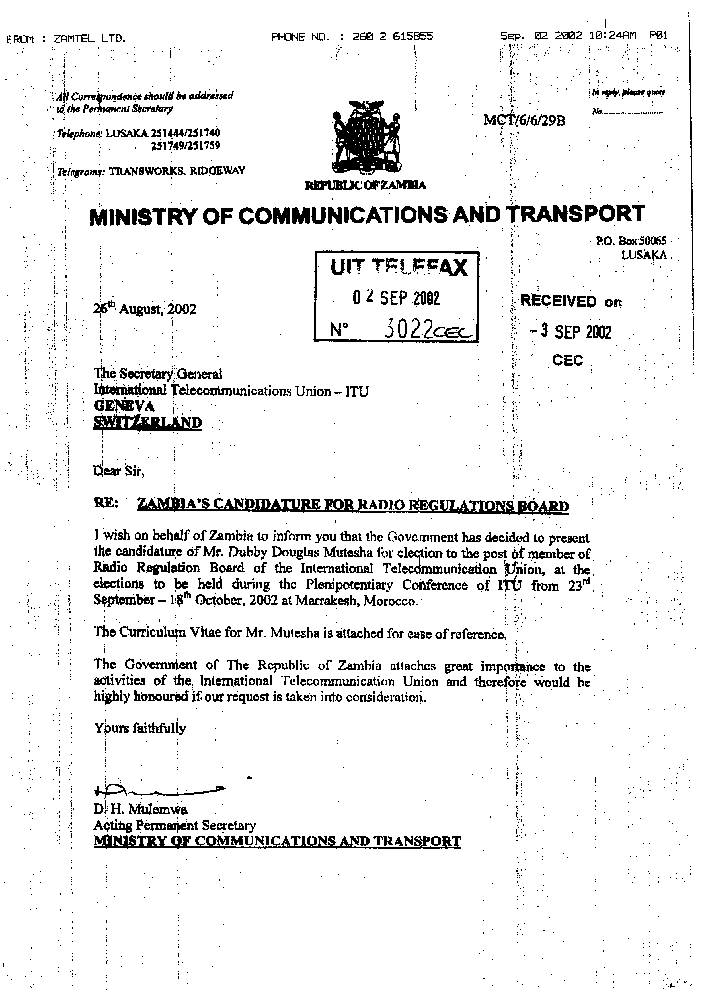 FROM : ZAMTEL LTD. PHONE NO. : 260 2 615855 Sep. 02 2002 10:24AM P01
All Correspondence should be addressed
to the Permanent Secretary
In reply, please quote
No.
MCT/6/6/29B
Telephone: LUSAKA 251444/251740
251749/251759
Telegrams: TRANSWORKS, RIDGEWAY
REPUBLIC OF ZAMBIA
MINISTRY OF COMMUNICATIONS AND TRANSPORT
P.O. Box 50065
LUSAKA
UIT TELEFAX
02 SEP 2002
N° 3022CEC
RECEIVED on
-3 SEP 2002
CEC
26th August, 2002
The Secretary General
International Telecommunications Union – ITU
GENEVA
SWITZERLAND
Dear Sir,
RE: ZAMBIA'S CANDIDATURE FOR RADIO REGULATIONS BOARD
I wish on behalf of Zambia to inform you that the Government has decided to present
the candidature of Mr. Dubby Douglas Mutesha for election to the post of member of
Radio Regulation Board of the International Telecommunication Union, at the
elections to be held during the Plenipotentiary Conference of ITU from 23rd
September – 18th October, 2002 at Marrakesh, Morocco.
The Curriculum Vitae for Mr. Mutesha is attached for ease of reference.
The Government of The Republic of Zambia attaches great importance to the
activities of the International Telecommunication Union and therefore would be
highly honoured if our request is taken into consideration.
Yours faithfully
D. H. Mulemwa
Acting Permanent Secretary
MINISTRY OF COMMUNICATIONS AND TRANSPORT